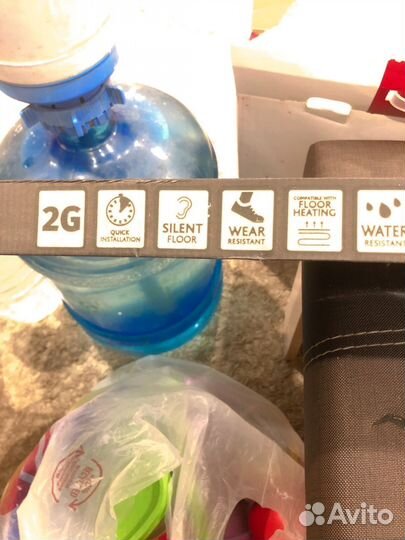 2G
QUICK
INSTALLATION
SILENT
FLOOR
WEAR
RESISTANT
COMPATIBLE WITH
FLOOR
HEATING
WATER
RESISTANT
Avito